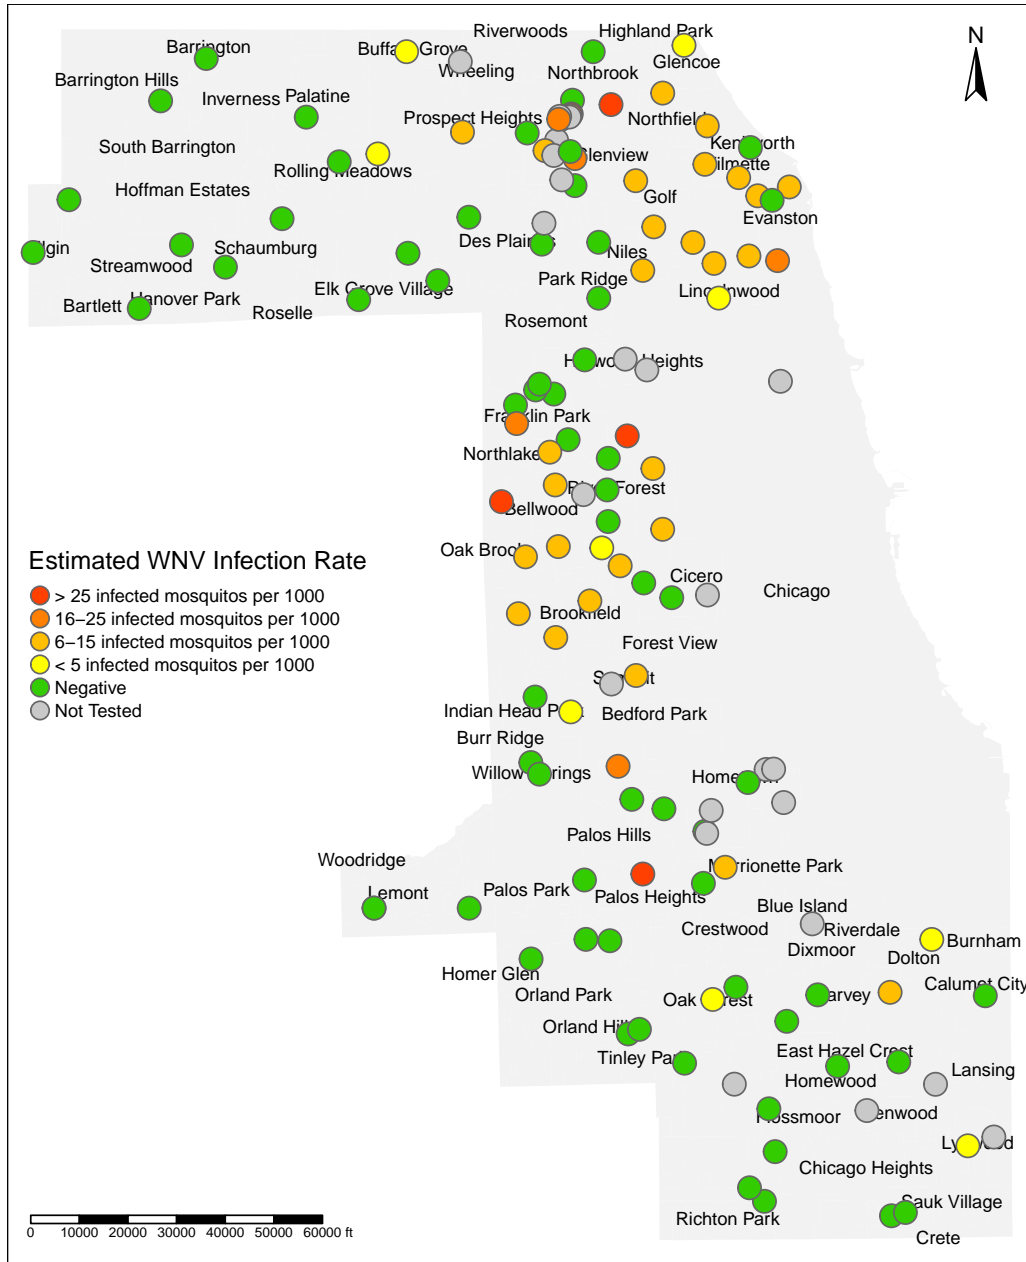 Riverwoods
Highland Park
N
Barrington
Buffalo Grove
Glencoe
Wheeling
Northbrook
Barrington Hills
Inverness
Palatine
Prospect Heights
Northfield
South Barrington
Kenilworth
Glenview
Wilmette
Rolling Meadows
Hoffman Estates
Golf
Evanston
Elgin
Schaumburg
Des Plaines
Niles
Streamwood
Park Ridge
Elk Grove Village
Lincolnwood
Bartlett
Hanover Park
Roselle
Rosemont
Harwood Heights
Franklin Park
Northlake
River Forest
Bellwood
Oak Brook
Estimated WNV Infection Rate
> 25 infected mosquitos per 1000
16–25 infected mosquitos per 1000
6–15 infected mosquitos per 1000
< 5 infected mosquitos per 1000
Negative
Not Tested
Cicero
Chicago
Brookfield
Forest View
Summit
Indian Head Park
Bedford Park
Burr Ridge
Willow Springs
Hometown
Palos Hills
Woodridge
Merrionette Park
Lemont
Palos Park
Palos Heights
Blue Island
Crestwood
Riverdale
Dixmoor
Burnham
Dolton
Homer Glen
Calumet City
Orland Park
Oak Forest
Harvey
Orland Hills
Tinley Park
East Hazel Crest
Lansing
Homewood
Flossmoor
Glenwood
Lynwood
Chicago Heights
Sauk Village
Richton Park
Crete
0 10000 20000 30000 40000 50000 60000 ft